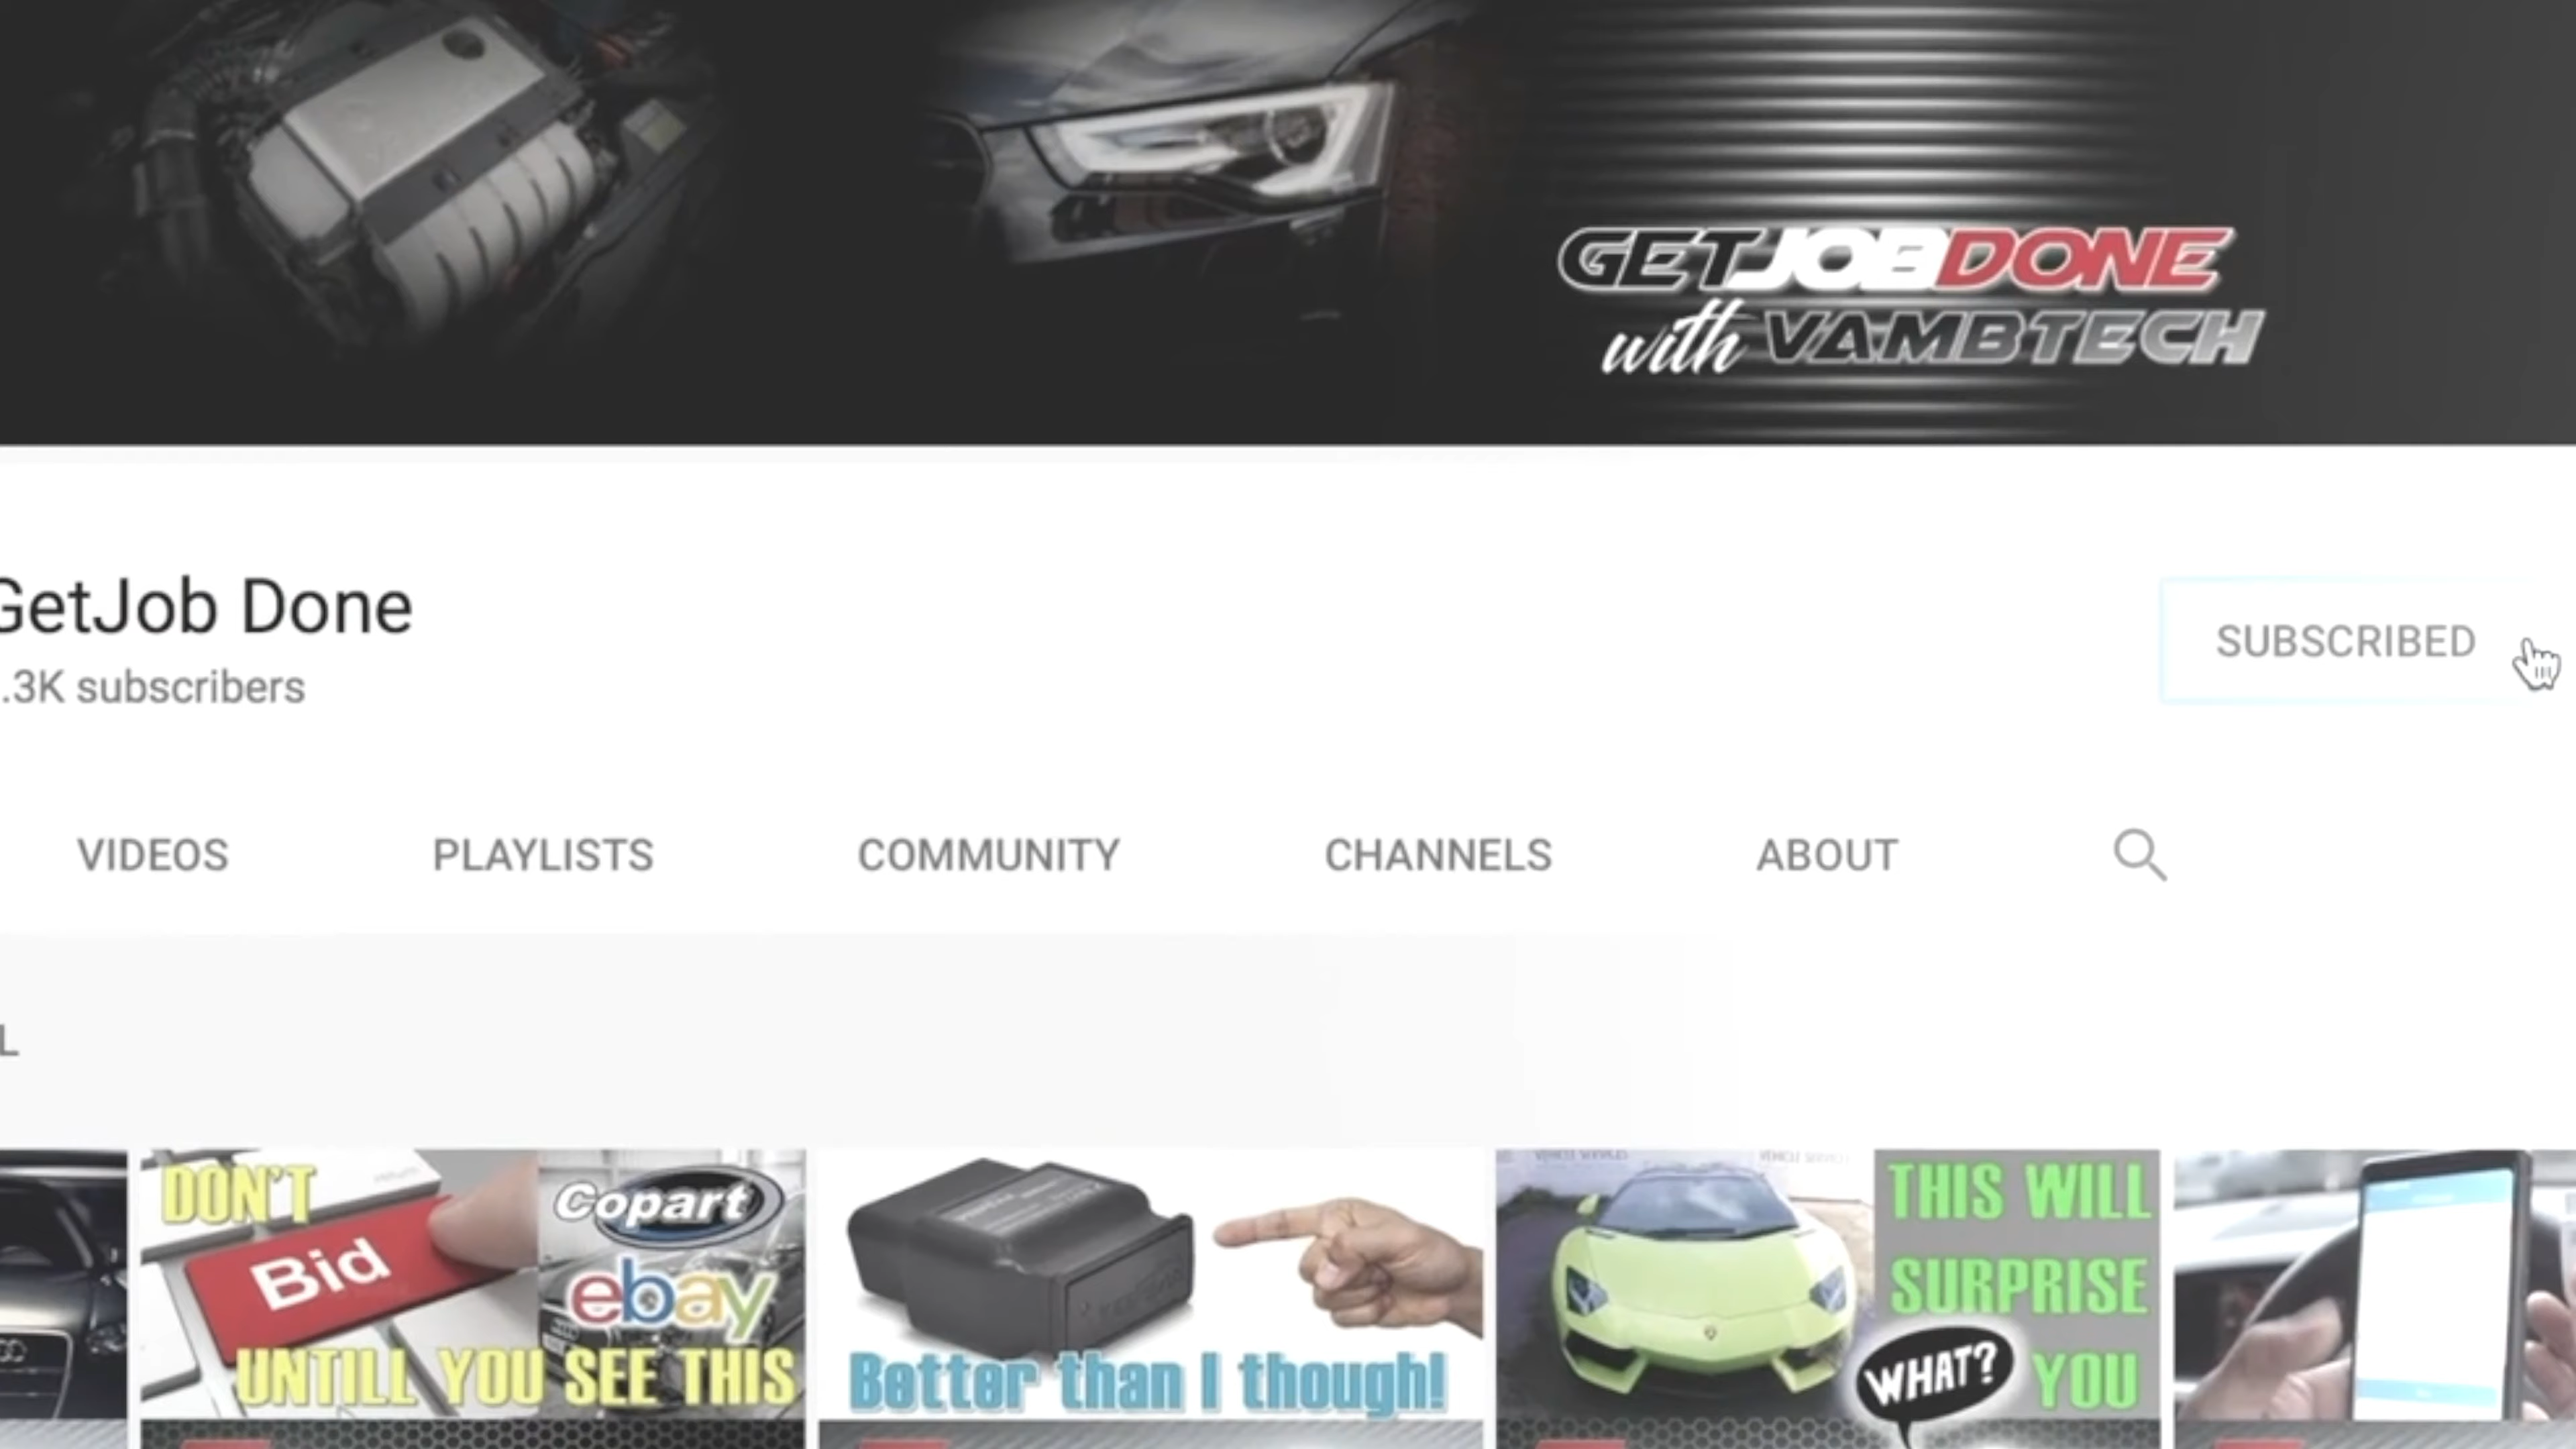 GETJOBDONE
with VAMBTECH
GetJob Done
.3K subscribers
SUBSCRIBED
VIDEOS PLAYLISTS COMMUNITY CHANNELS ABOUT
L
DON'T
Bid
Copart
ebay
UNTILL YOU SEE THIS
Better than I though!
THIS WILL
SURPRISE
WHAT? YOU